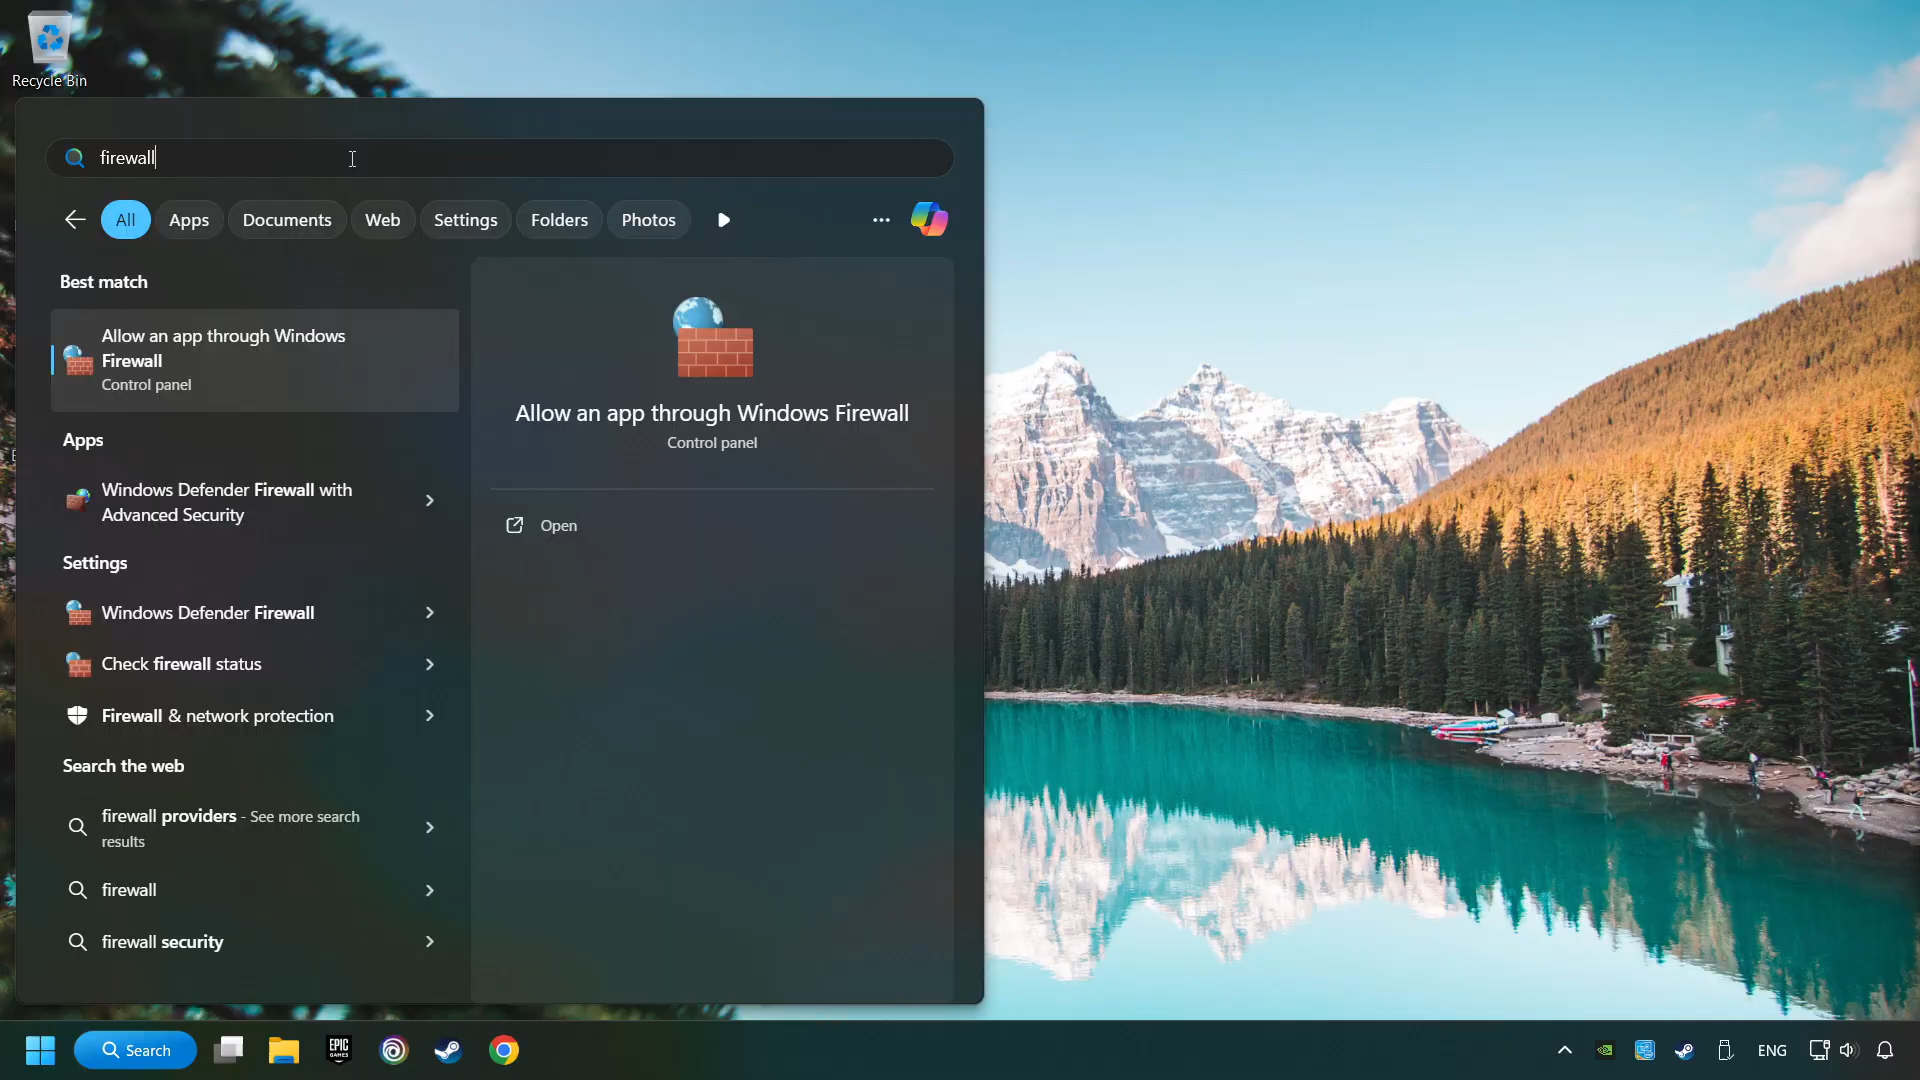 Recycle Bin
firewall
All
Apps
Documents
Web
Settings
Folders
Photos
Best match
Allow an app through Windows
Firewall
Control panel
Apps
Windows Defender Firewall with
Advanced Security
Settings
Windows Defender Firewall
Check firewall status
Firewall & network protection
Search the web
firewall providers - See more search
results
firewall
firewall security
Allow an app through Windows Firewall
Control panel
Open
Search
EPIC
GAMES
ENG